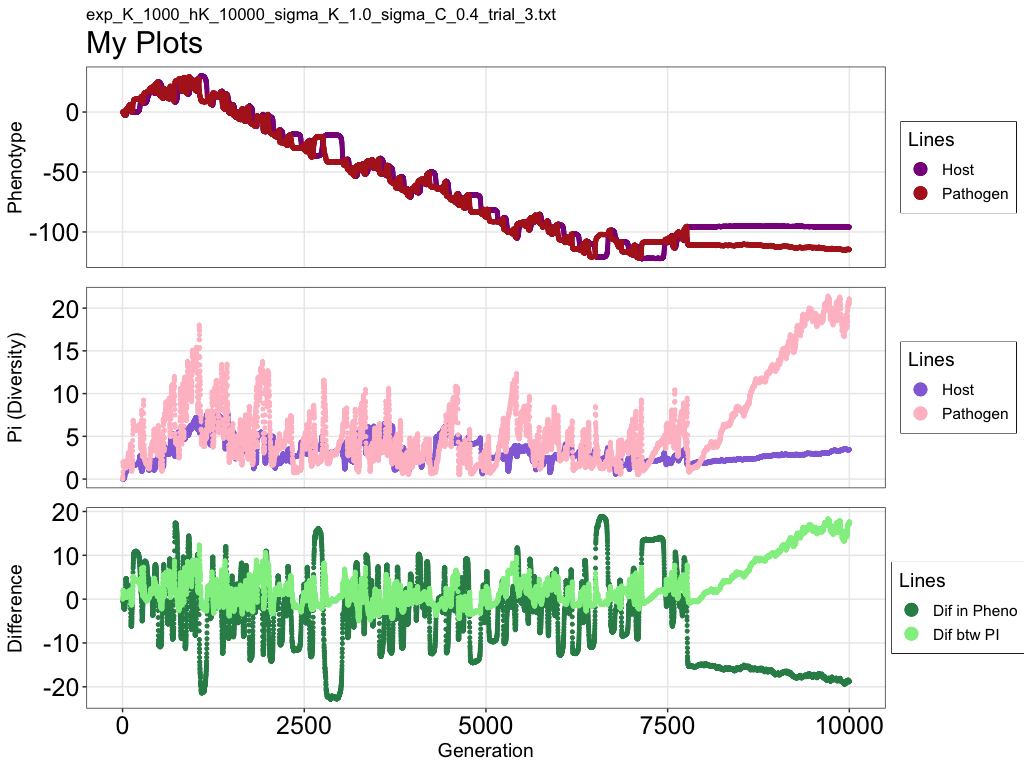 exp_K_1000_hK_10000_sigma_K_1.0_sigma_C_0.4_trial_3.txt
My Plots
Phenotype
0
-50
-100
Lines
Host
Pathogen
Pi (Diversity)
20
15
10
5
0
Lines
Host
Pathogen
Difference
20
10
0
-10
-20
Lines
Dif in Pheno
Dif btw PI
0 2500 5000 7500 10000
Generation